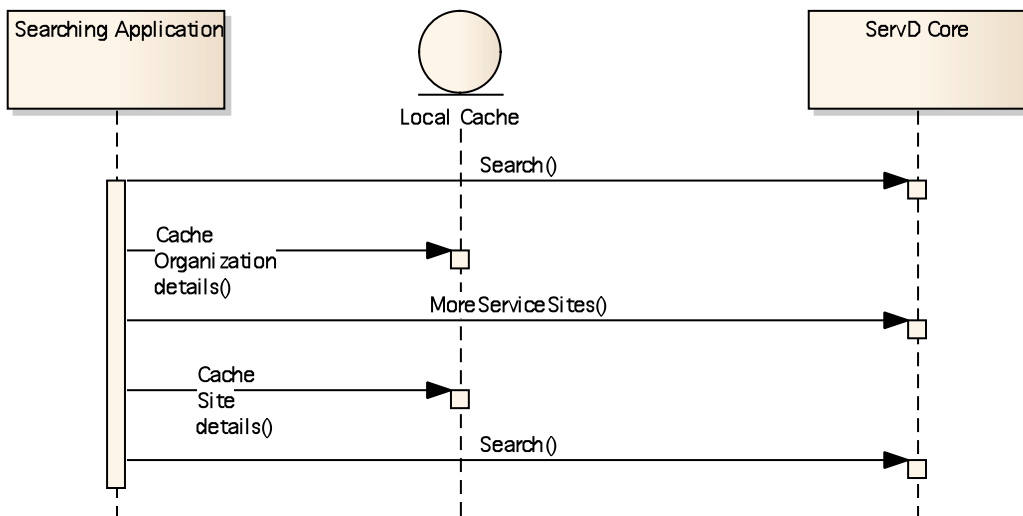 Searching Application
ServD Core
Local Cache
Search()
Cache
Organization
details()
MoreServiceSites()
Cache
Site
details()
Search()